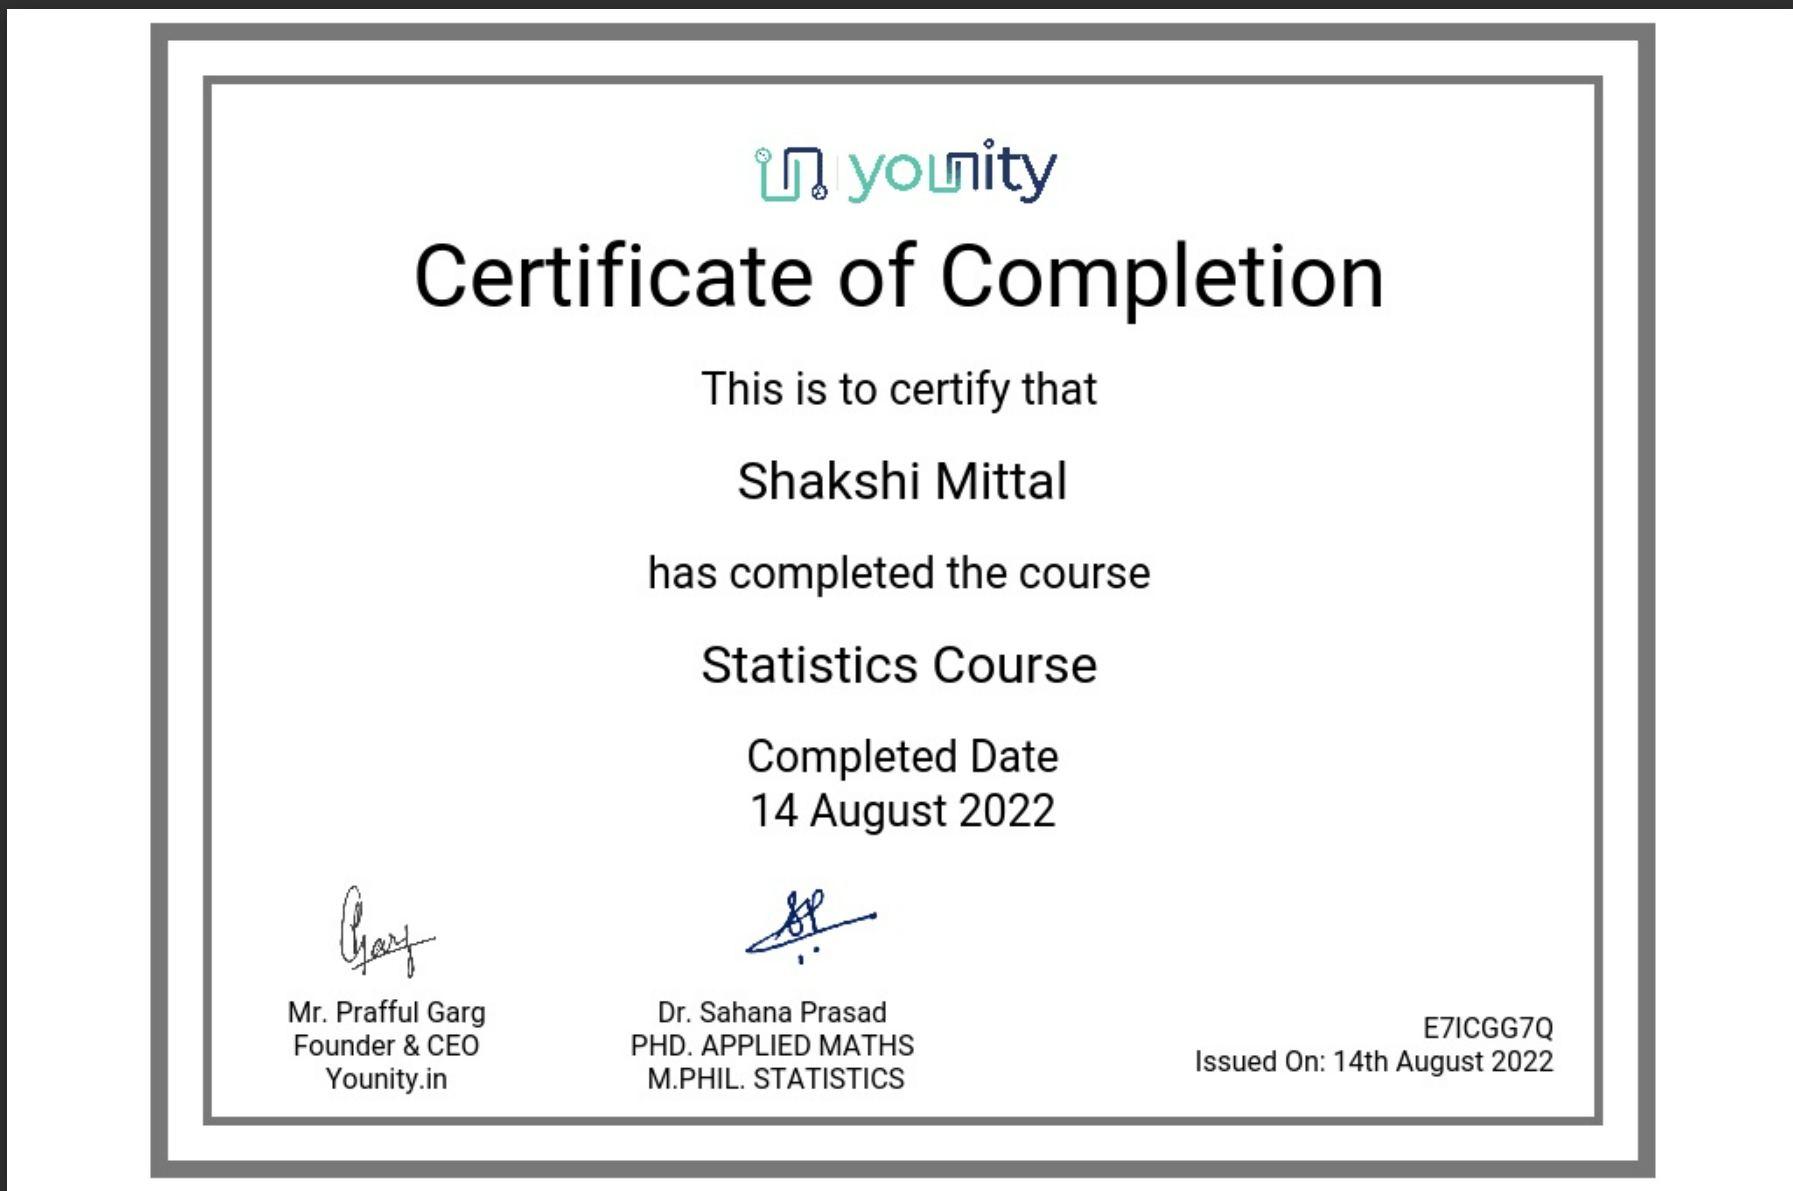 younity
Certificate of Completion
This is to certify that
Shakshi Mittal
has completed the course
Statistics Course
Completed Date
14 August 2022
Garg
Mr. Prafful Garg
Founder & CEO
Younity.in
Dr. Sahana Prasad
PHD. APPLIED MATHS
M.PHIL. STATISTICS
E7ICGG7Q
Issued On: 14th August 2022